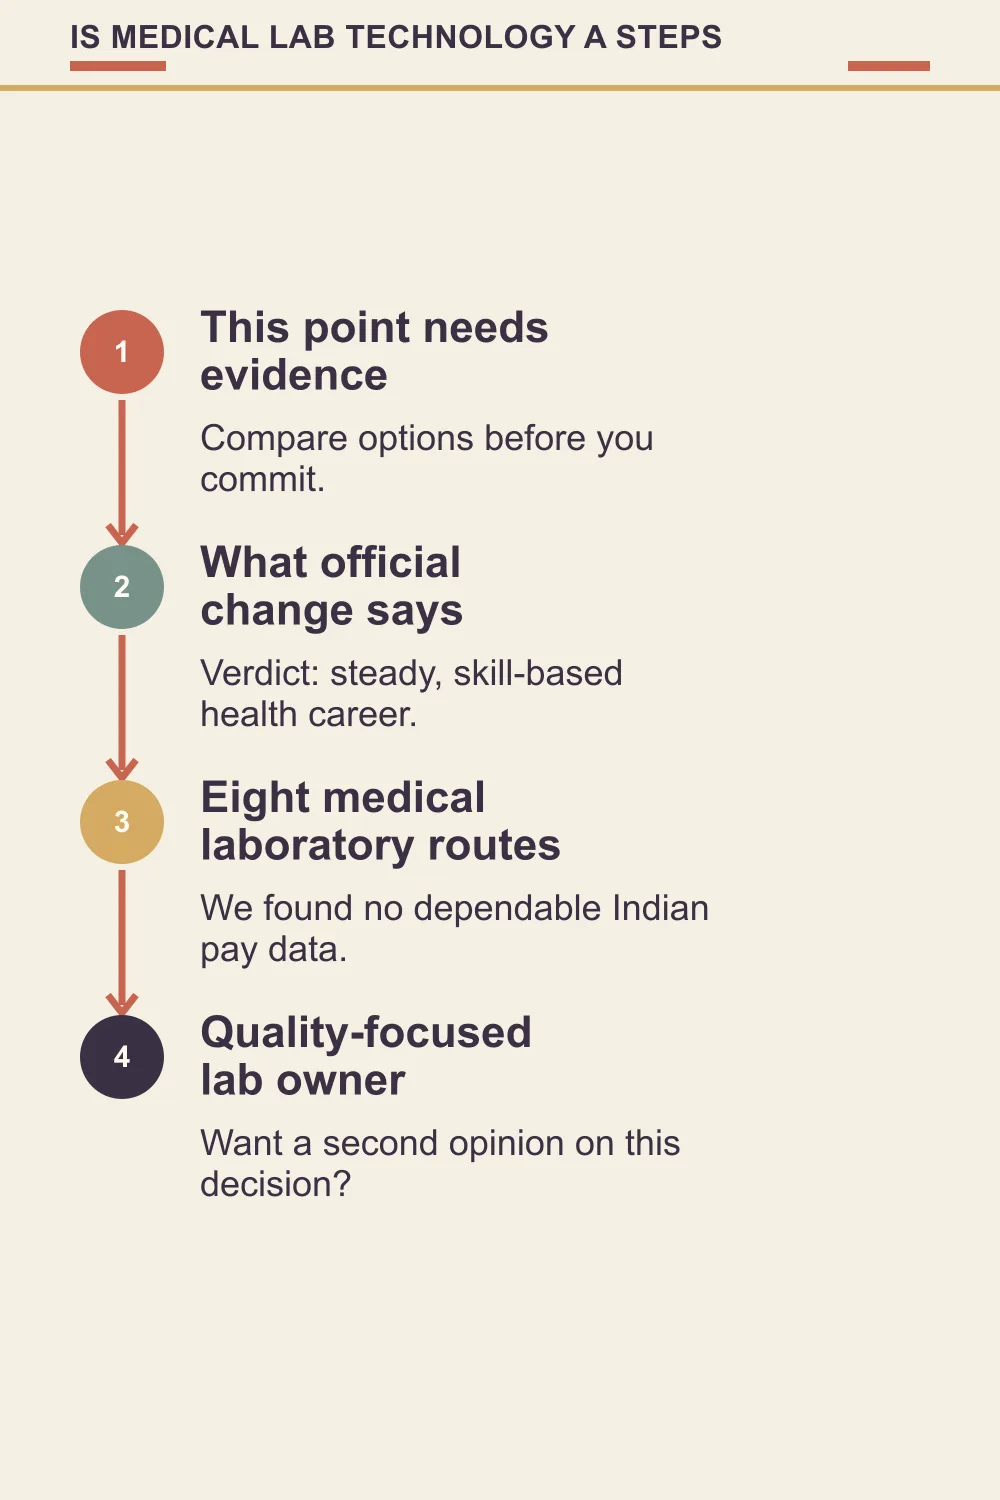 IS MEDICAL LAB TECHNOLOGY A STEPS
1
This point needs
evidence
Compare options before you
commit.
2
What official
change says
Verdict: steady, skill-based
health career.
3
Eight medical
laboratory routes
We found no dependable Indian
pay data.
4
Quality-focused
lab owner
Want a second opinion on this
decision?